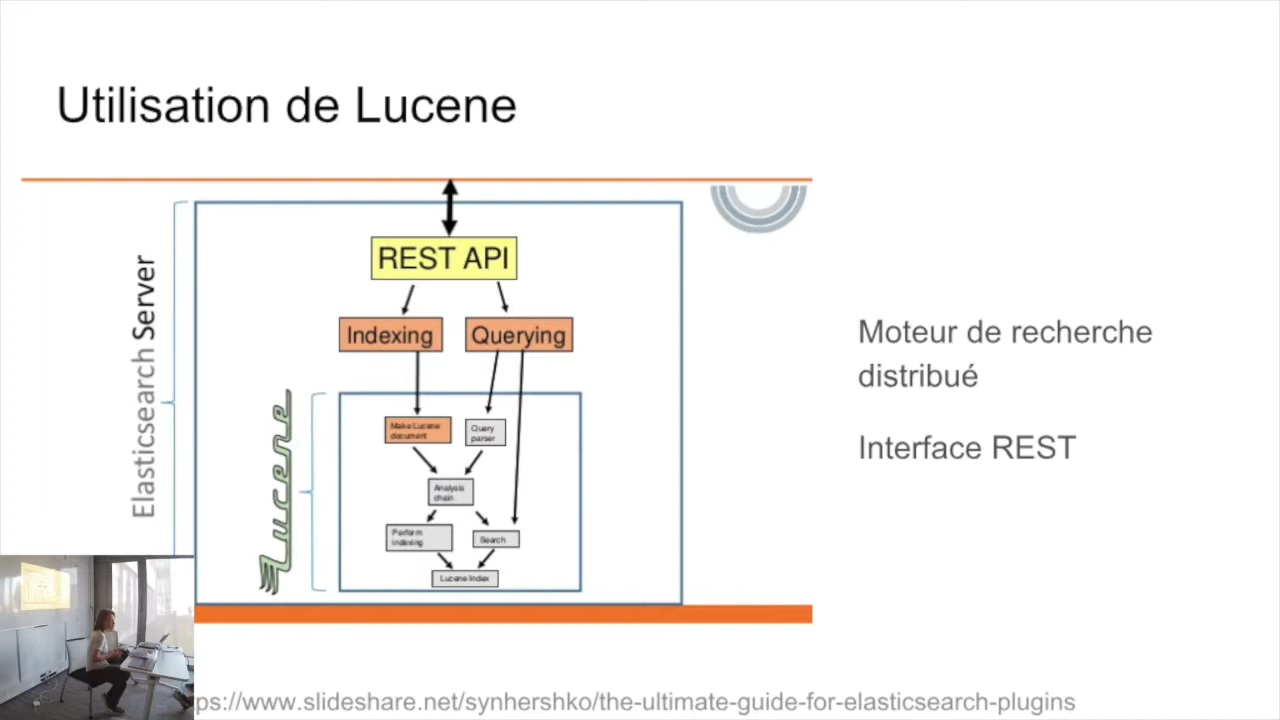 Utilisation de Lucene
REST API
Indexing
Querying
Elasticsearch Server
Lucene
Make Lucene
document
Query
parser
Analysis
chain
Perform
indexing
Search
Lucene Index
Moteur de recherche
distribué
Interface REST
ps://www.slideshare.net/synhershko/the-ultimate-guide-for-elasticsearch-plugins